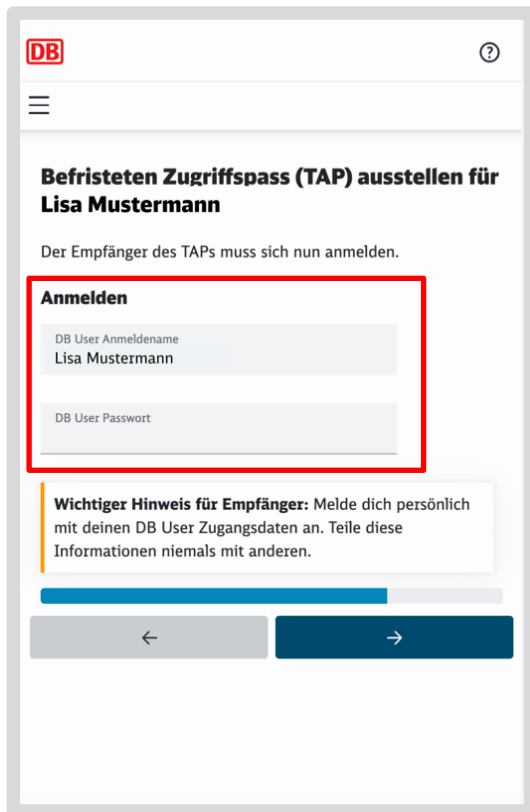 DB
?
Befristeten Zugriffspass (TAP) ausstellen für
Lisa Mustermann
Der Empfänger des TAPs muss sich nun anmelden.
Anmelden
DB User Anmeldename
Lisa Mustermann
DB User Passwort
Wichtiger Hinweis für Empfänger: Melde dich persönlich
mit deinen DB User Zugangsdaten an. Teile diese
Informationen niemals mit anderen.